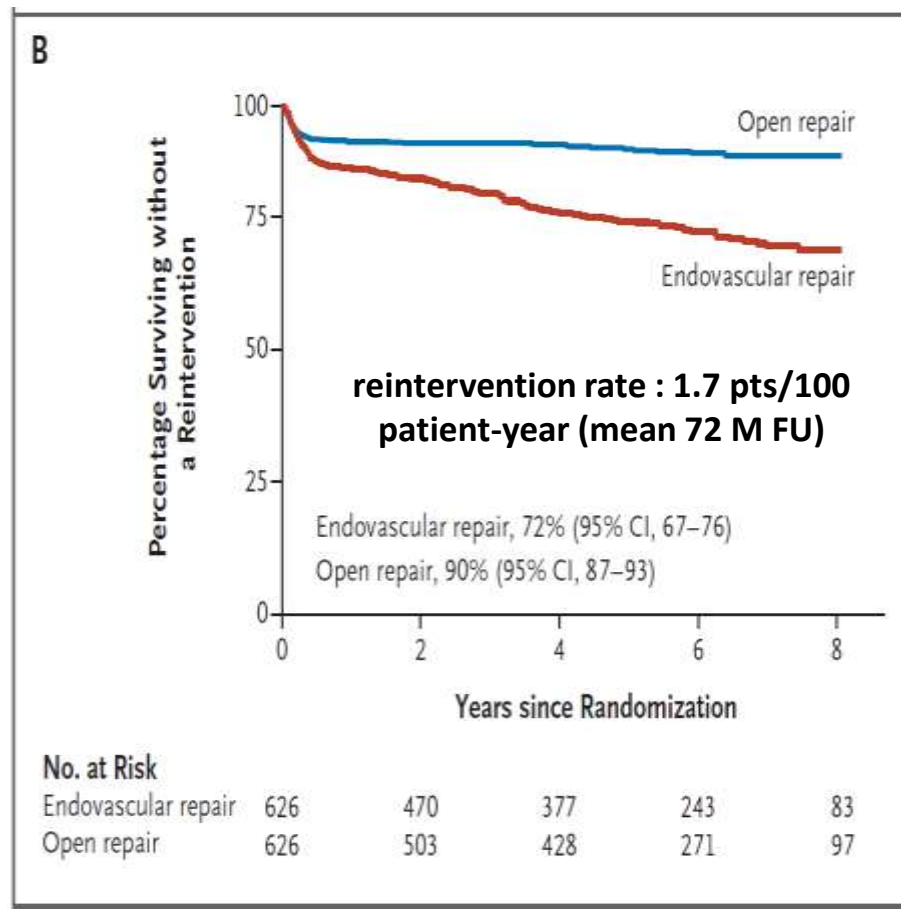 B
Percentage Surviving without
a Reintervention
100
75
50
25
0
Open repair
Endovascular repair
reintervention rate : 1.7 pts/100
patient-year (mean 72 M FU)
Endovascular repair, 72% (95% CI, 67–76)
Open repair, 90% (95% CI, 87–93)
0 2 4 6 8
Years since Randomization
No. at Risk
Endovascular repair 626 470 377 243 83
Open repair 626 503 428 271 97